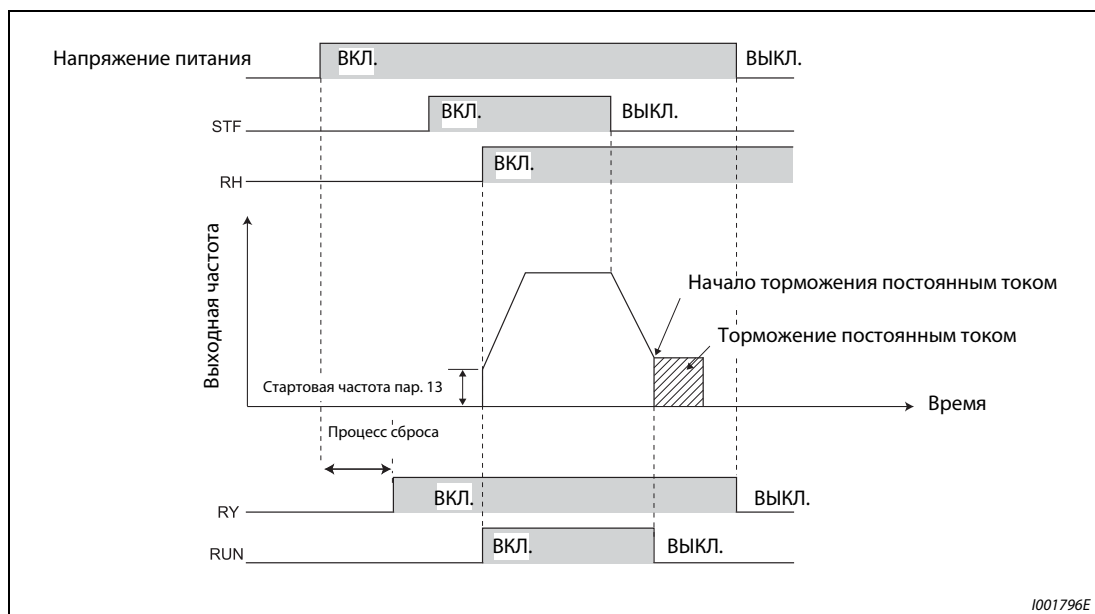 Напряжение питания ВКЛ. ВЫКЛ.
STF ВКЛ. ВЫКЛ.
RH ВКЛ.
Выходная частота
Начало торможения постоянным током
Торможение постоянным током
Стартовая частота пар. 13
Время
Процесс сброса
RY ВКЛ. ВЫКЛ.
RUN ВКЛ. ВЫКЛ.
I001796E